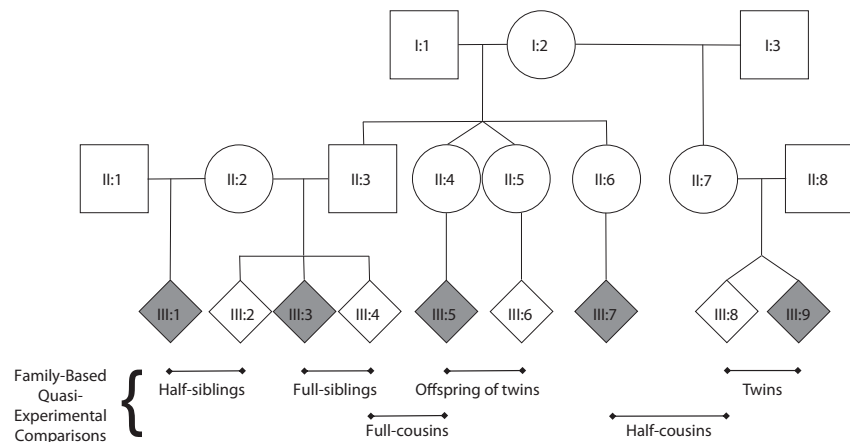 I:1
I:2
I:3
II:1
II:2
II:3
II:4
II:5
II:6
II:7
II:8
III:1
III:2
III:3
III:4
III:5
III:6
III:7
III:8
III:9
Family-Based
Quasi-
Experimental
Comparisons
{
Half-siblings
Full-siblings
Offspring of twins
Twins
Full-cousins
Half-cousins